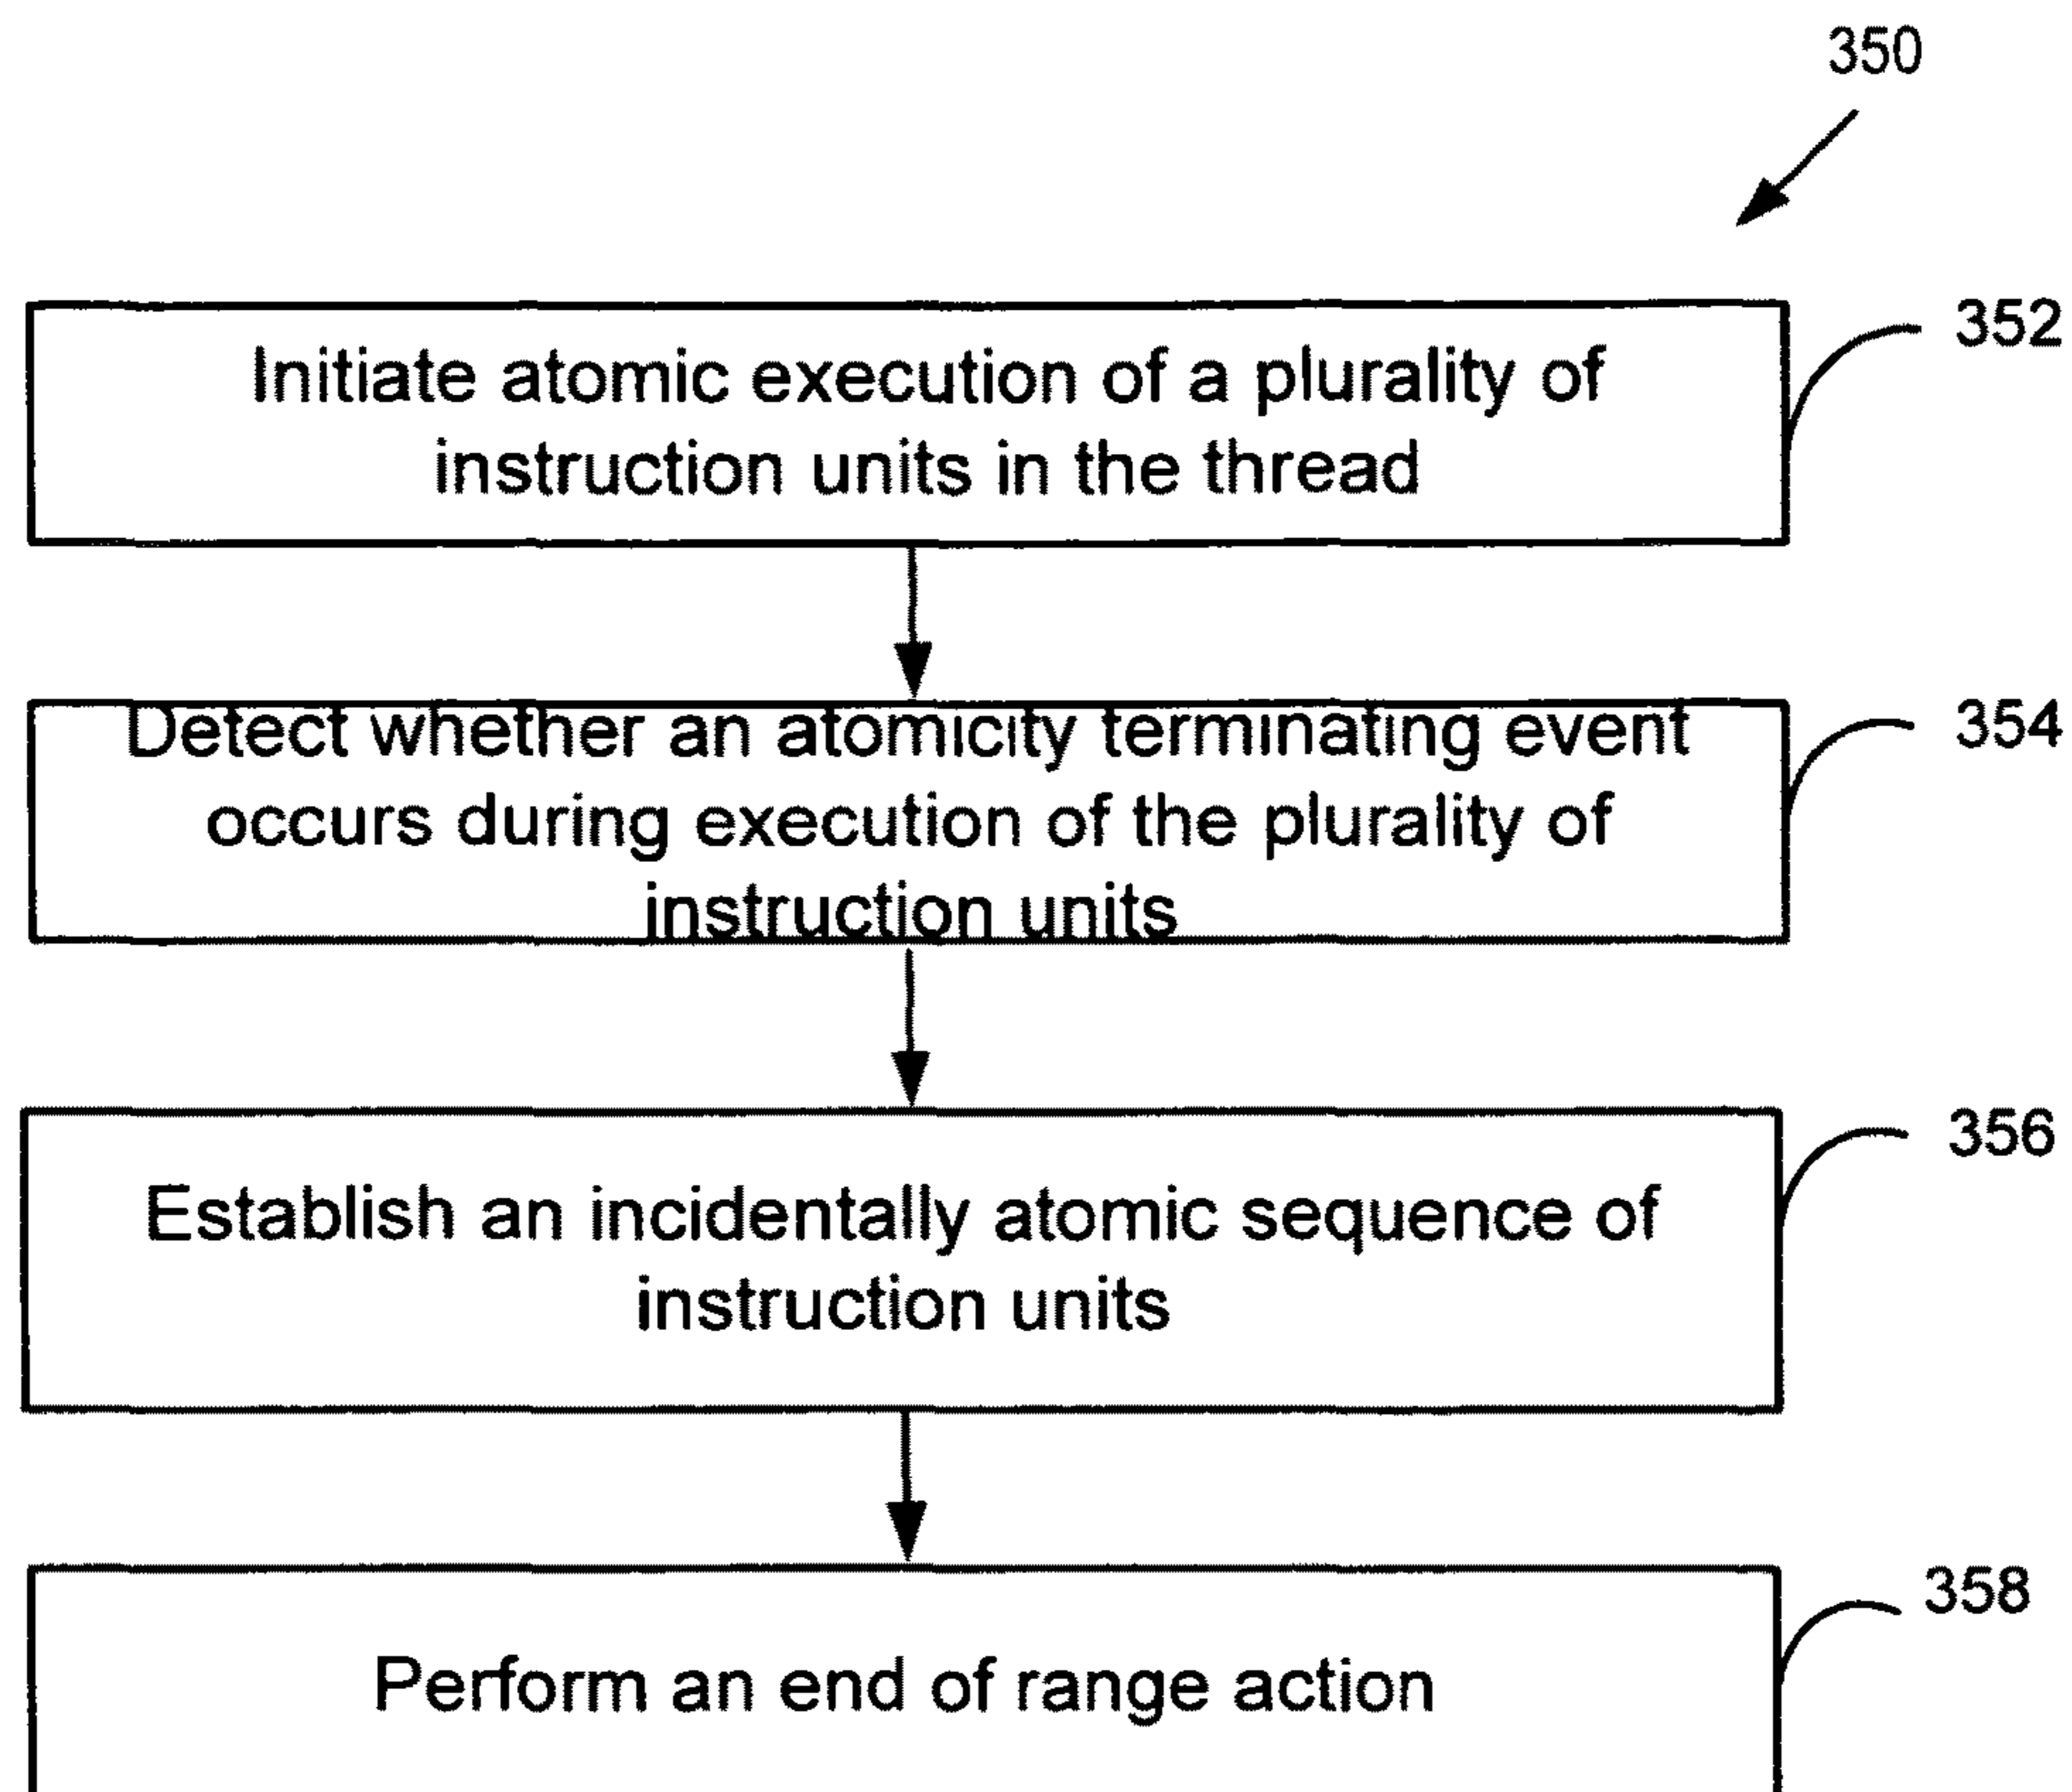 350
352
Initiate atomic execution of a plurality of
instruction units in the thread
354
Detect whether an atomicity terminating event
occurs during execution of the plurality of
instruction units
356
Establish an incidentally atomic sequence of
instruction units
358
Perform an end of range action